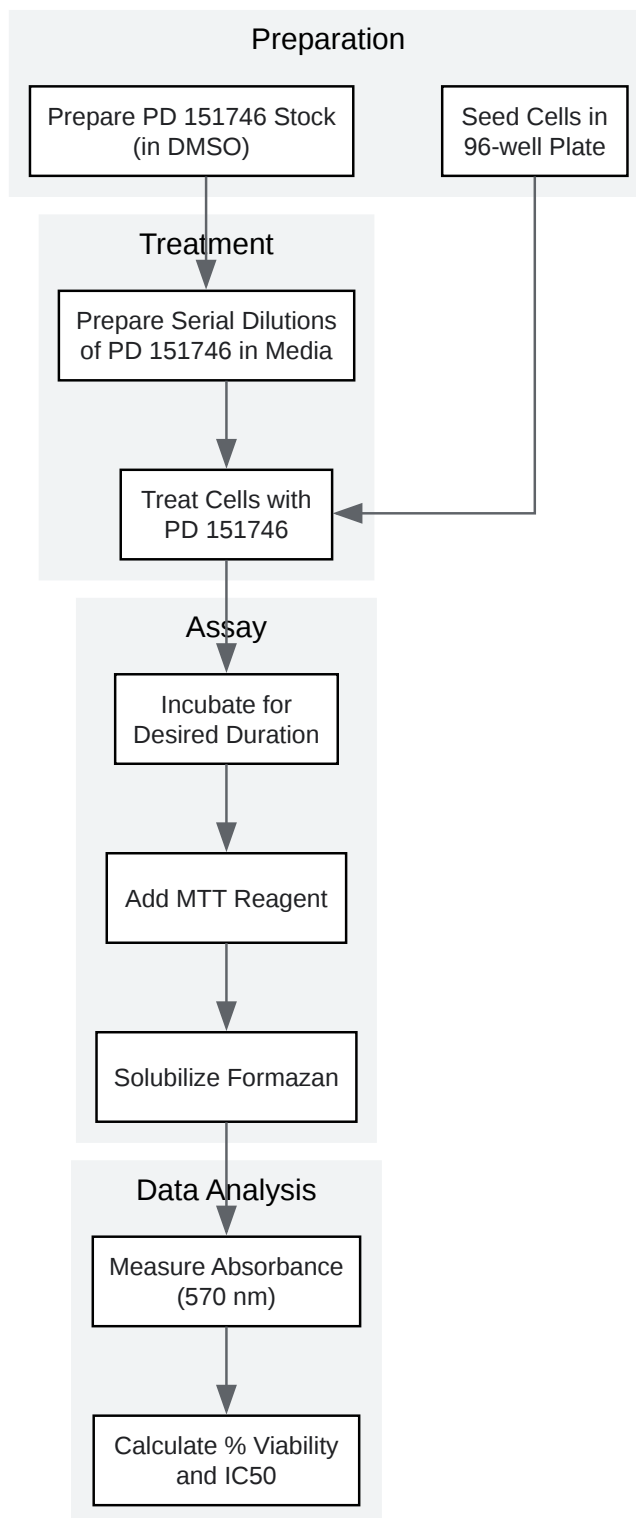 Preparation
Prepare PD 151746 Stock
(in DMSO)
Seed Cells in
96-well Plate
Treatment
Prepare Serial Dilutions
of PD 151746 in Media
Treat Cells with
PD 151746
Assay
Incubate for
Desired Duration
Add MTT Reagent
Solubilize Formazan
Data Analysis
Measure Absorbance
(570 nm)
Calculate % Viability
and IC50